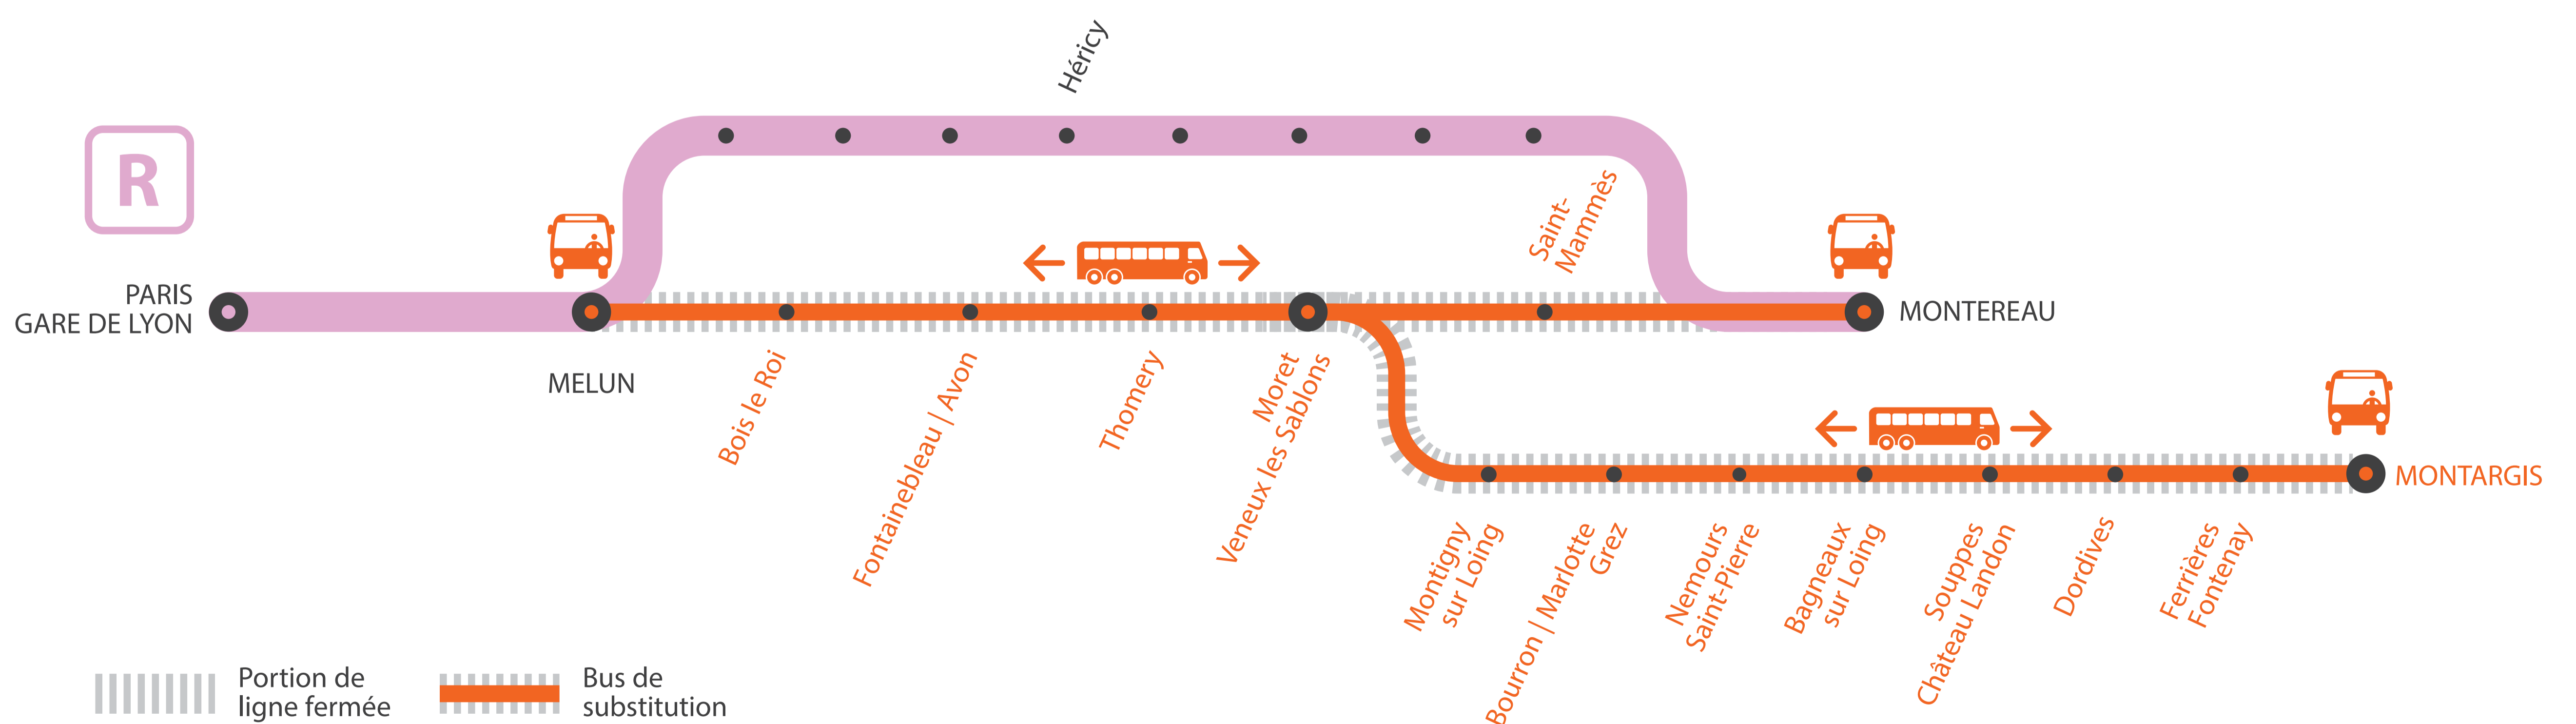 Héricy
R
PARIS
GARE DE LYON
MELUN
Saint-
Mammès
MONTEREAU
Bois le Roi
Fontainebleau | Avon
Thomery
Moret
Veneux les Sablons
MONTARGIS
Montigny
sur Loing
Bourron | Marlotte
Grez
Nemours
Saint-Pierre
Bagneaux
sur Loing
Souppes
Château Landon
Dordives
Ferrières
Fontenay
Portion de
ligne fermée
Bus de
substitution